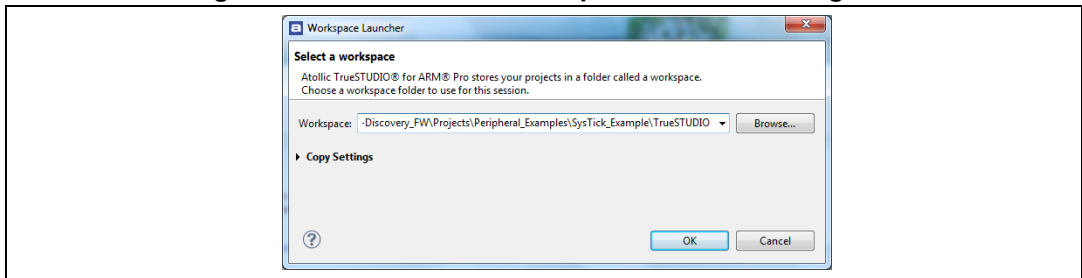 Workspace Launcher
Select a workspace
Atollic TrueSTUDIO® for ARM® Pro stores your projects in a folder called a workspace.
Choose a workspace folder to use for this session.
Workspace: -Discovery_FW\Projects\Peripheral_Examples\SysTick_Example\TrueSTUDIO Browse...
Copy Settings
OK Cancel